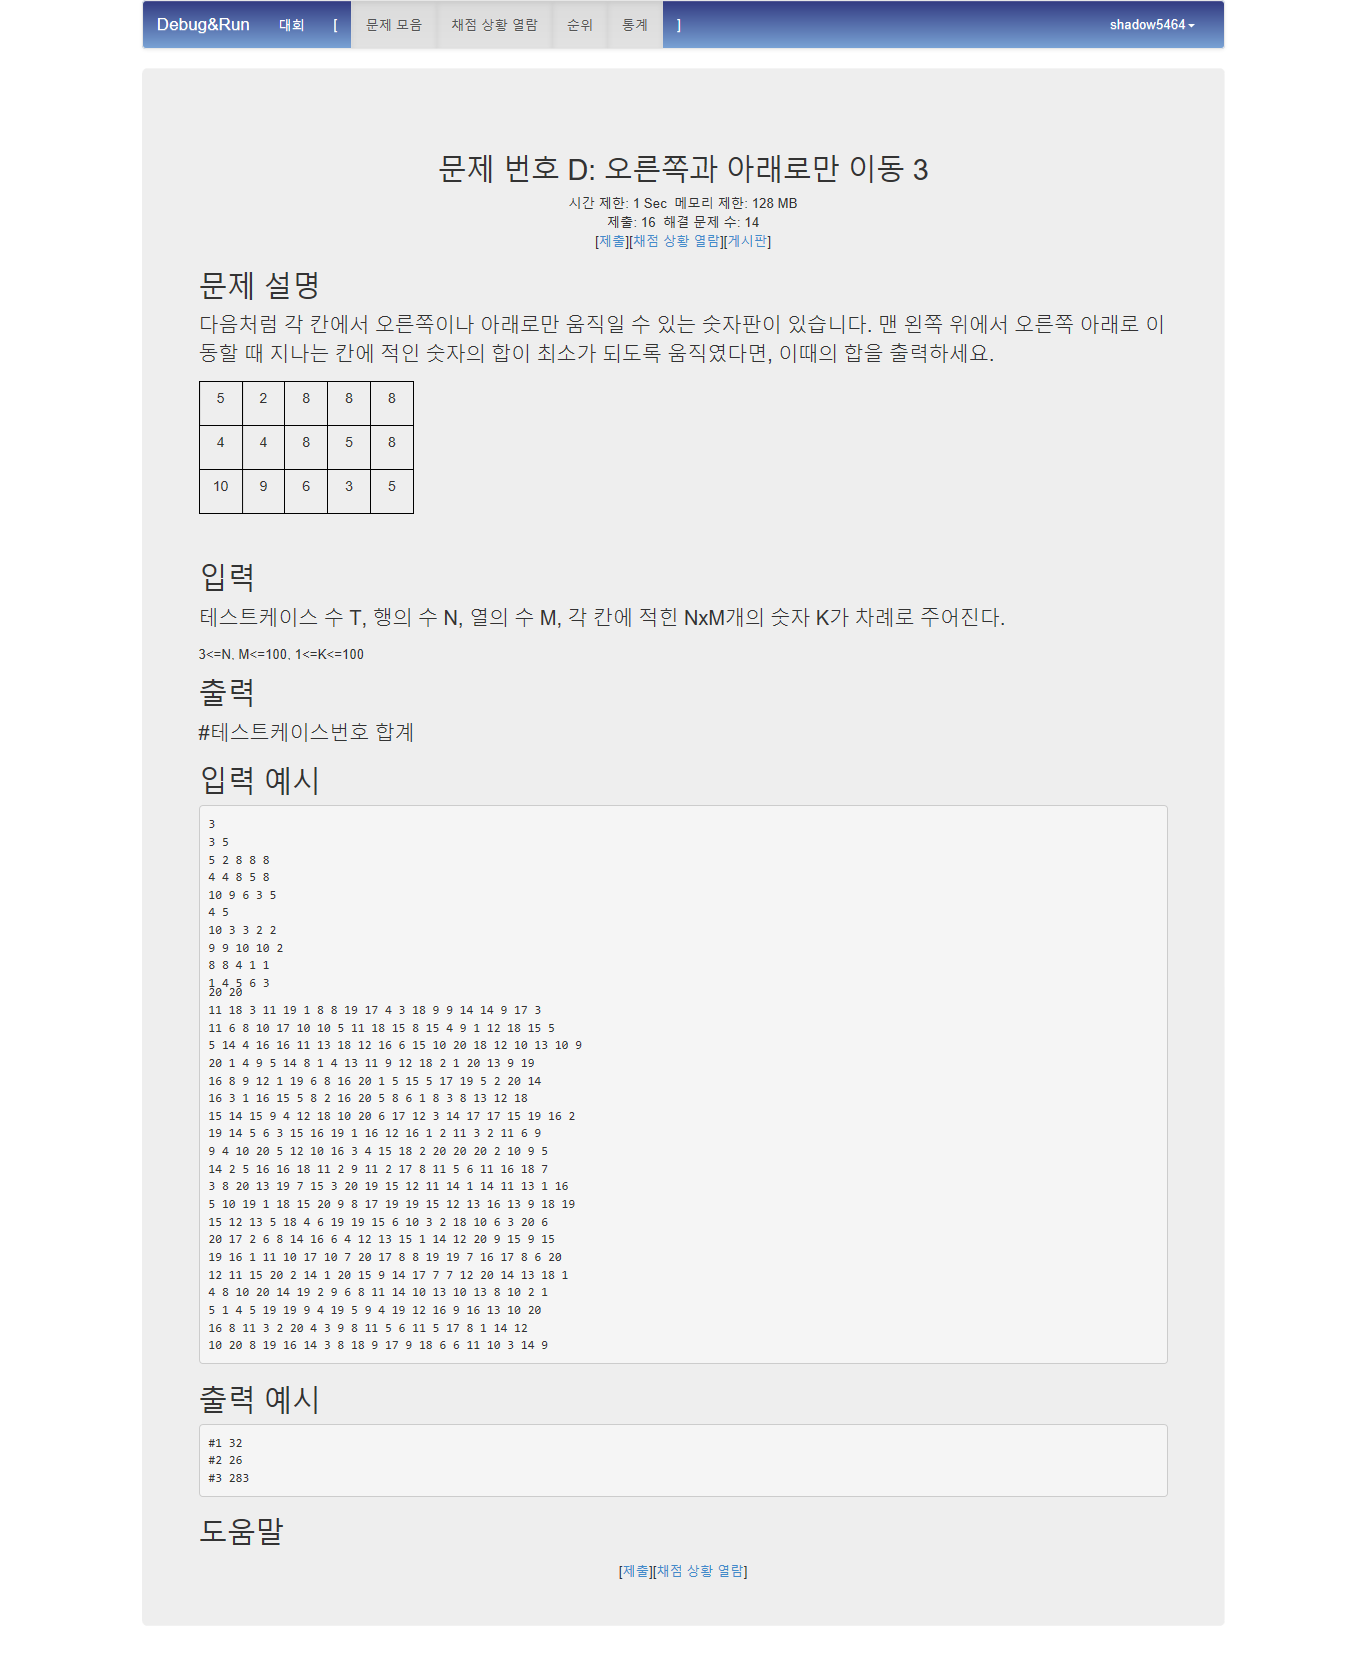 Debug&Run 대회 [ 문제 모음 채점 상황 열람 순위 통계 ] shadow5464
문제 번호 D: 오른쪽과 아래로만 이동 3
시간 제한: 1 Sec 메모리 제한: 128 MB
제출: 16 해결 문제 수: 14
[제출][채점 상황 열람][게시판]
문제 설명
다음처럼 각 칸에서 오른쪽이나 아래로만 움직일 수 있는 숫자판이 있습니다. 맨 왼쪽 위에서 오른쪽 아래로 이
동할 때 지나는 칸에 적인 숫자의 합이 최소가 되도록 움직였다면, 이때의 합을 출력하세요.
5 2 8 8 8
4 4 8 5 8
10 9 6 3 5
입력
테스트케이스 수 T, 행의 수 N, 열의 수 M, 각 칸에 적힌 NxM개의 숫자 K가 차례로 주어진다.
3<=N, M<=100, 1<=K<=100
출력
#테스트케이스번호 합계
입력 예시
3
3 5
5 2 8 8 8
4 4 8 5 8
10 9 6 3 5
4 5
10 3 3 2 2
9 9 10 10 2
8 8 4 1 1
1 4 5 6 3
20 20
11 18 3 11 19 1 8 8 19 17 4 3 18 9 9 14 14 9 17 3
11 6 8 10 17 10 10 5 11 18 15 8 15 4 9 1 12 18 15 5
5 14 4 16 16 11 13 18 12 16 6 15 10 20 18 12 10 13 10 9
20 1 4 9 5 14 8 1 4 13 11 9 12 18 2 1 20 13 9 19
16 8 9 12 1 19 6 8 16 20 1 5 15 5 17 19 5 2 20 14
16 3 1 16 15 5 8 2 16 20 5 8 6 1 8 3 8 13 12 18
15 14 15 9 4 12 18 10 20 6 17 12 3 14 17 17 15 19 16 2
19 14 5 6 3 15 16 19 1 16 12 16 1 2 11 3 2 11 6 9
9 4 10 20 5 12 10 16 3 4 15 18 2 20 20 20 2 10 9 5
14 2 5 16 16 18 11 2 9 11 2 17 8 11 5 6 11 16 18 7
3 8 20 13 19 7 15 3 20 19 15 12 11 14 1 14 11 13 1 16
5 10 19 1 18 15 20 9 8 17 19 19 15 12 13 16 13 9 18 19
15 12 13 5 18 4 6 19 19 15 6 10 3 2 18 10 6 3 20 6
20 17 2 6 8 14 16 6 4 12 13 15 1 14 12 20 9 15 9 15
19 16 1 11 10 17 10 7 20 17 8 8 19 19 7 16 17 8 6 20
12 11 15 20 2 14 1 20 15 9 14 17 7 7 12 20 14 13 18 1
4 8 10 20 14 19 2 9 6 8 11 14 10 13 10 13 8 10 2 1
5 1 4 5 19 19 9 4 19 5 9 4 19 12 16 9 16 13 10 20
16 8 11 3 2 20 4 3 9 8 11 5 6 11 5 17 8 1 14 12
10 20 8 19 16 14 3 8 18 9 17 9 18 6 6 11 10 3 14 9
출력 예시
#1 32
#2 26
#3 283
도움말
[제출][채점 상황 열람]